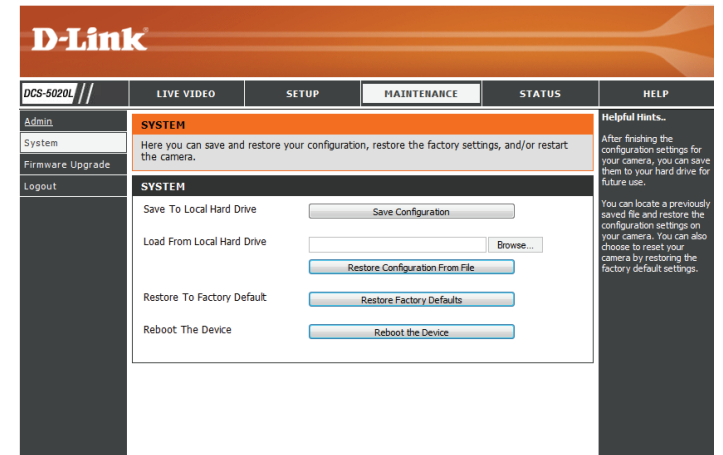 D-Link
DCS-5020L
LIVE VIDEO
SETUP
MAINTENANCE
STATUS
HELP
Admin
System
Firmware Upgrade
Logout
SYSTEM
Here you can save and restore your configuration, restore the factory settings, and/or restart
the camera.
SYSTEM
Save To Local Hard Drive
Save Configuration
Load From Local Hard Drive
Browse...
Restore Configuration From File
Restore To Factory Default
Restore Factory Defaults
Reboot The Device
Reboot the Device
Helpful Hints..
After finishing the
configuration settings for
your camera, you can save
them to your hard drive for
future use.
You can locate a previously
saved file and restore the
configuration settings on
your camera. You can also
choose to reset your
camera by restoring the
factory default settings.